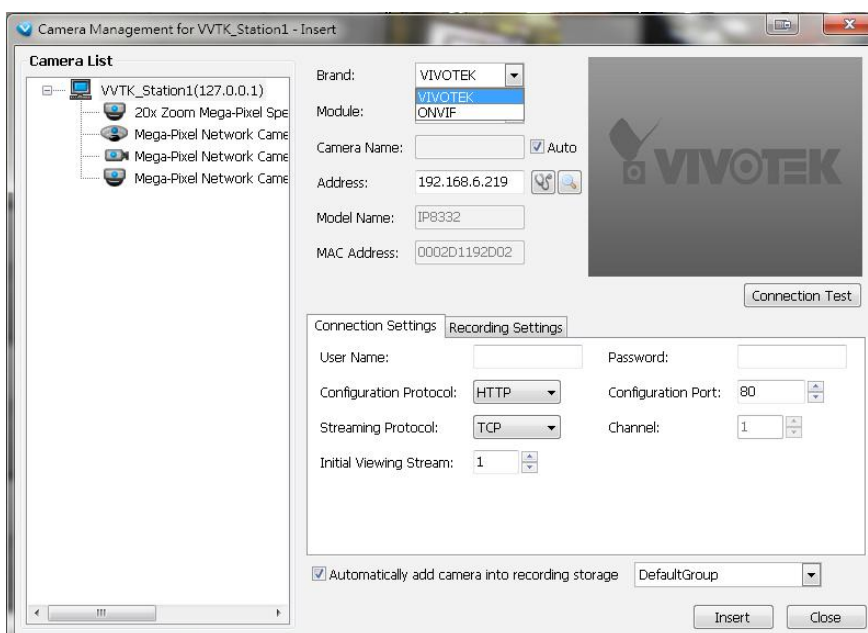 Camera Management for VVTK_Station1 - Insert
Camera List
VVTK_Station1(127.0.0.1)
20x Zoom Mega-Pixel Spe
Mega-Pixel Network Came
Mega-Pixel Network Came
Mega-Pixel Network Came
Brand: VIVOTEK
VIVOTEK
ONVIF
Module:
Camera Name: Auto
Address: 192.168.6.219
Model Name: IP8332
MAC Address: 0002D1192D02
VIVOTEK
Connection Test
Connection Settings Recording Settings
User Name: Password:
Configuration Protocol: HTTP Configuration Port: 80
Streaming Protocol: TCP Channel: 1
Initial Viewing Stream: 1
Automatically add camera into recording storage DefaultGroup
Insert Close